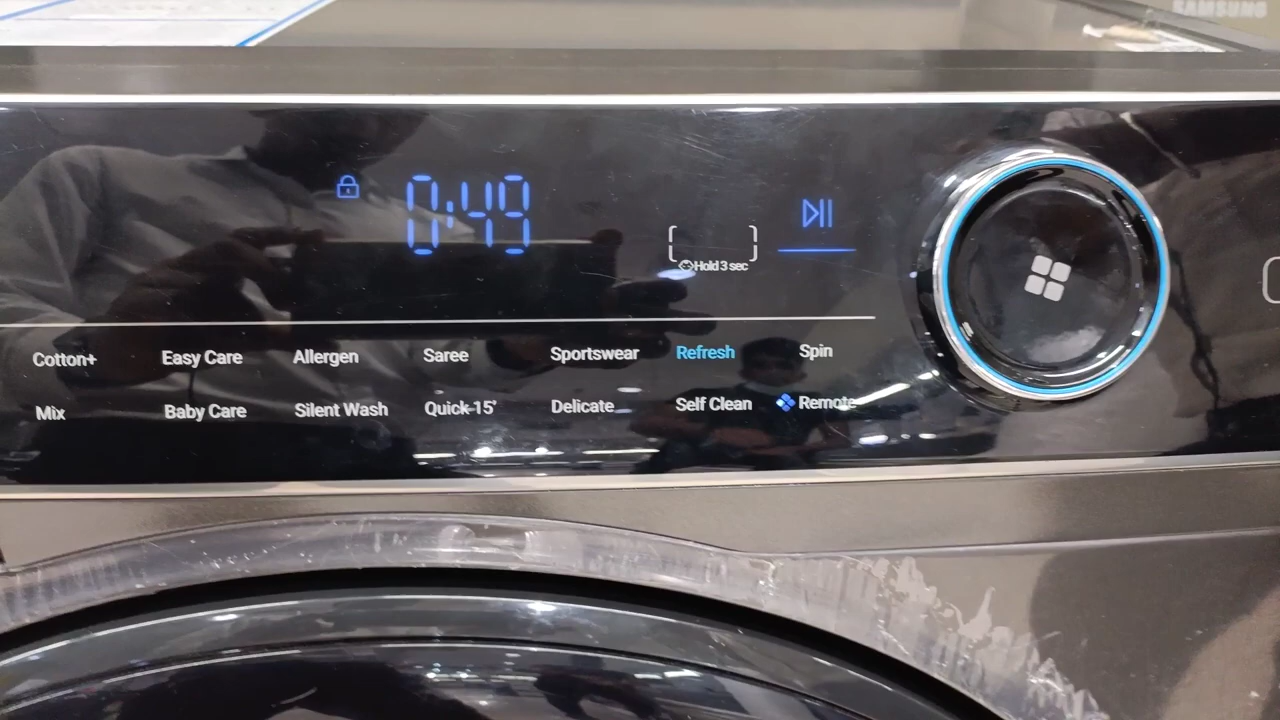 SAMSUNG
0:49
Hold 3 sec
Cotton+ Easy Care Allergen Saree Sportswear Refresh Spin
Mix Baby Care Silent Wash Quick 15' Delicate Self Clean Remote